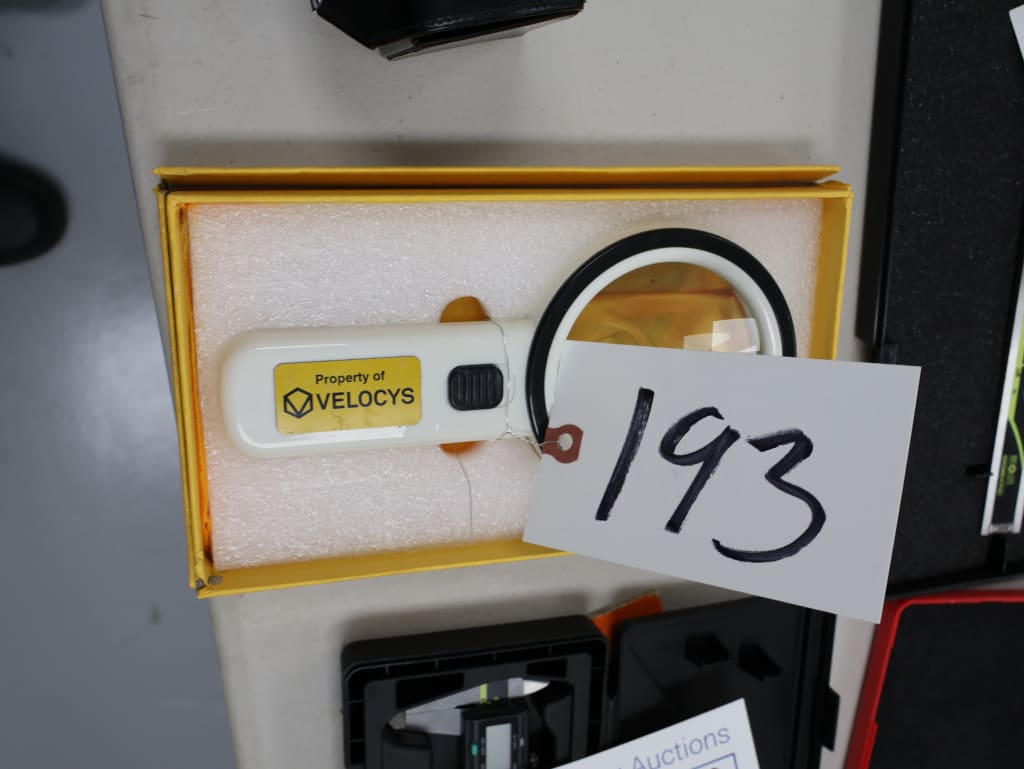 Property of
VELOCYS
193
Auctions